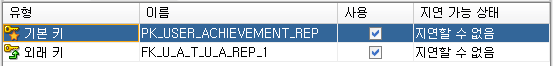 유형 이름 사용 지연 가능 상태
기본 키 PK_USER_ACHIEVEMENT_REP 지연할 수 없음
외래 키 FK_U_A_T_U_A_REP_1 지연할 수 없음